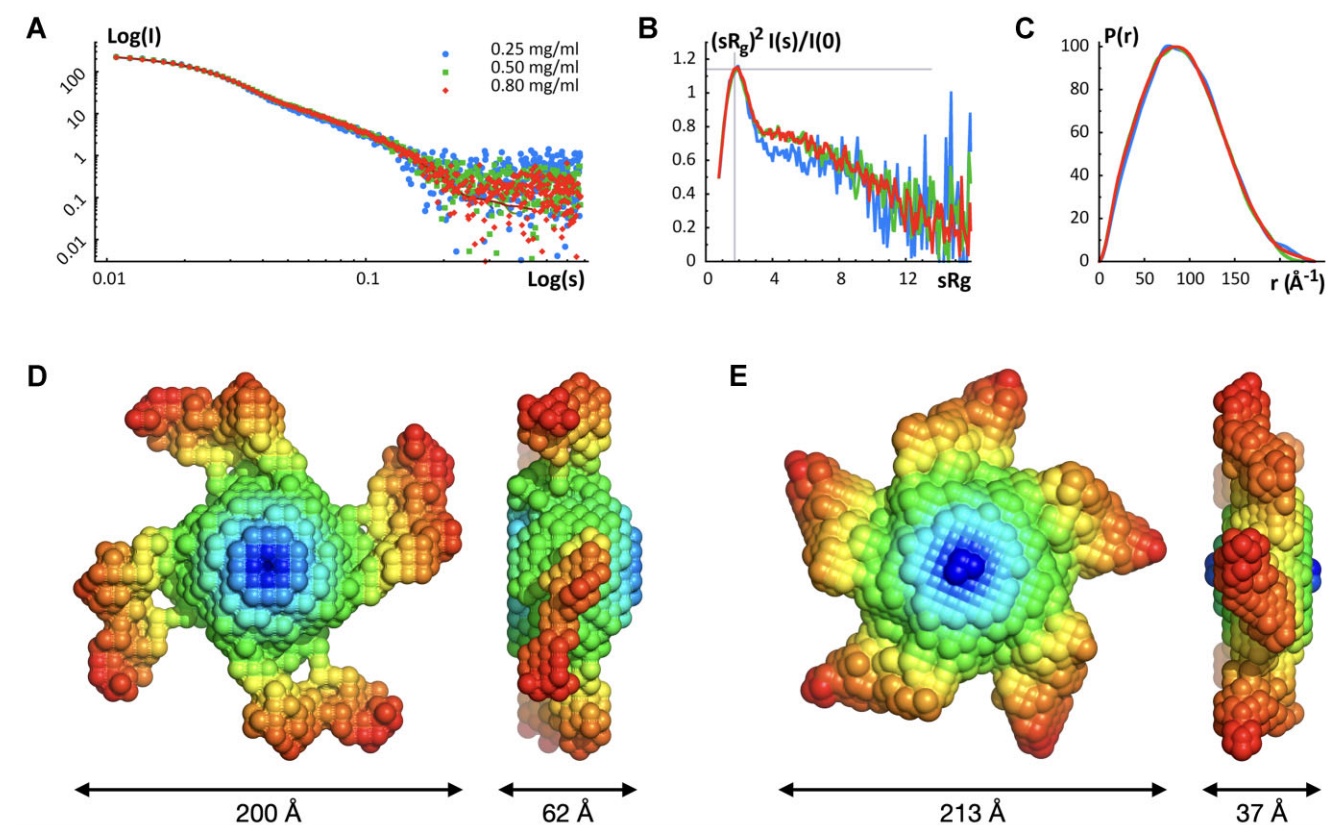 A
Log(I)
0.25 mg/ml
0.50 mg/ml
0.80 mg/ml
100
10
1
0.1
0.01
0.01
0.1
Log(s)
B
(sRg)² I(s)/I(0)
1.2
1
0.8
0.6
0.4
0.2
0
0
4
8
12
sRg
C
P(r)
100
80
60
40
20
0
0
50
100
150
r (Å⁻¹)
D
200 Å
62 Å
E
213 Å
37 Å